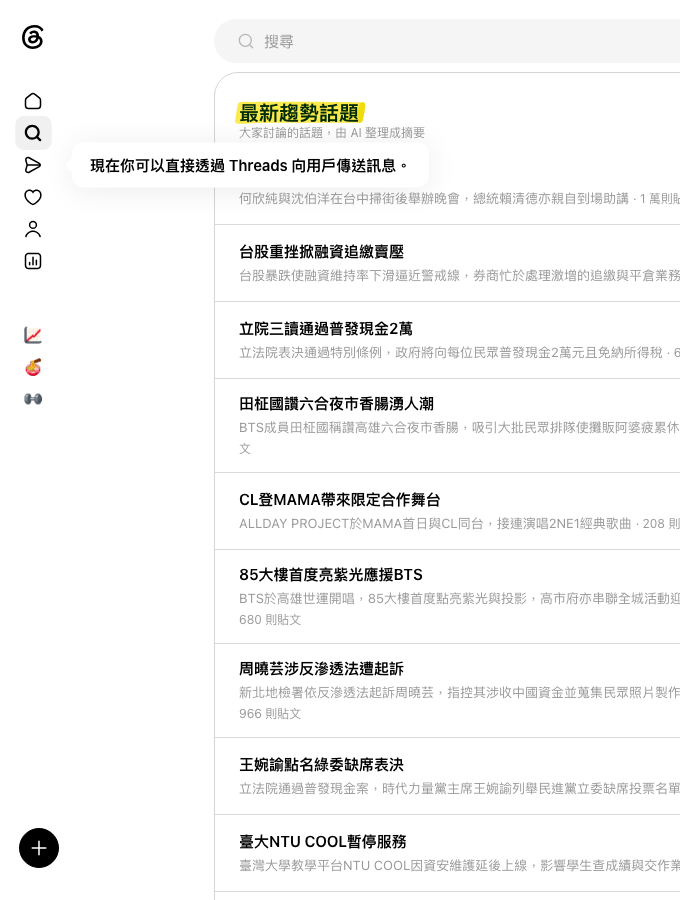 搜尋
最新趨勢話題
大家討論的話題，由 AI 整理成摘要
現在你可以直接透過 Threads 向用戶傳送訊息。
何欣純與沈伯洋在台中掃街後舉辦晚會，總統賴清德亦親自到場助講 · 1 萬則貼
台股重挫掀融資追繳賣壓
台股暴跌使融資維持率下滑逼近警戒線，券商忙於處理激增的追繳與平倉業務
立院三讀通過普發現金2萬
立法院表決通過特別條例，政府將向每位民眾普發現金2萬元且免納所得稅 · 6
田柾國讚六合夜市香腸湧人潮
BTS成員田柾國稱讚高雄六合夜市香腸，吸引大批民眾排隊使攤販阿婆疲累休
文
CL登MAMA帶來限定合作舞台
ALLDAY PROJECT於MAMA首日與CL同台，接連演唱2NE1經典歌曲 · 208 則
85大樓首度亮紫光應援BTS
BTS於高雄世運開唱，85大樓首度點亮紫光與投影，高市府亦串聯全城活動迎
680 則貼文
周曉芸涉反滲透法遭起訴
新北地檢署依反滲透法起訴周曉芸，指控其涉收中國資金並蒐集民眾照片製作
966 則貼文
王婉諭點名綠委缺席表決
立法院通過普發現金案，時代力量黨主席王婉諭列舉民進黨立委缺席投票名單
臺大NTU COOL暫停服務
臺灣大學教學平台NTU COOL因資安維護延後上線，影響學生查成績與交作業